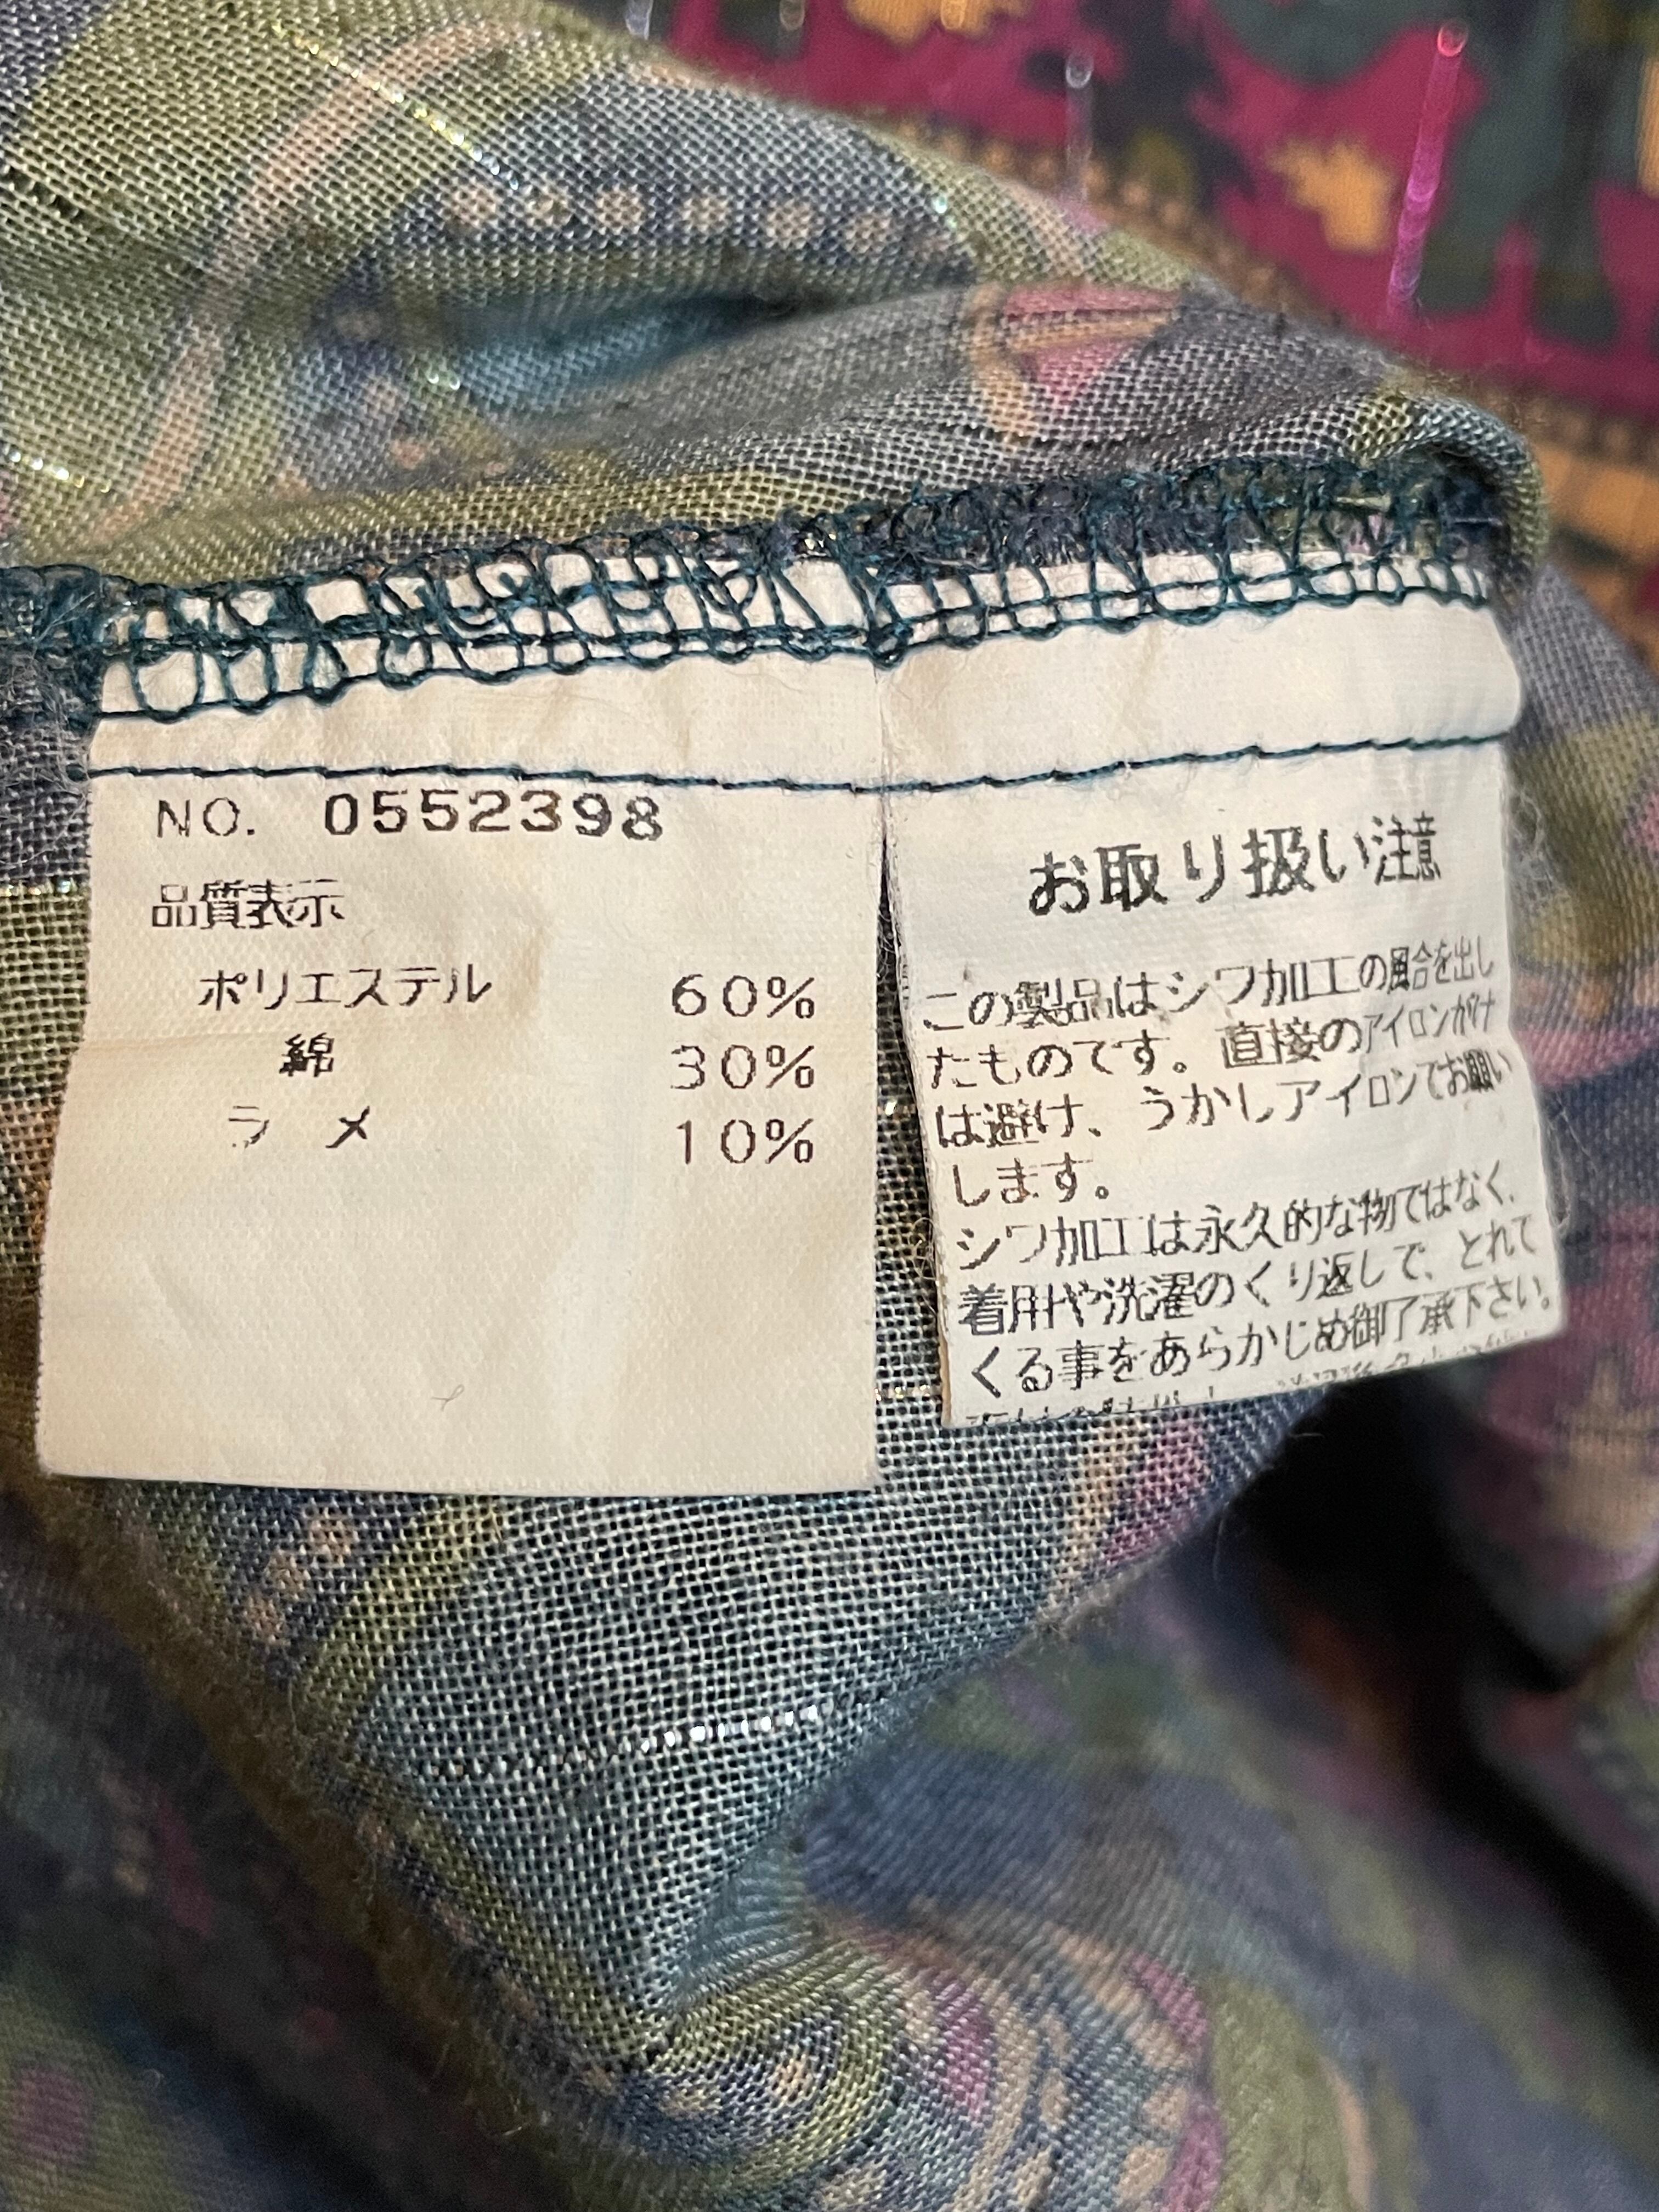 NO. 0552398
品質表示
ポリエステル 60%
綿 30%
ラメ 10%
お取り扱い注意
この製品はシワ加工の風合を出し
たものです。直接のアイロンがけ
は避け、うかしアイロンでお願い
します。
シワ加工は永久的な物ではなく、
着用や洗濯のくり返しで、とれて
くる事をあらかじめ御了承下さい。